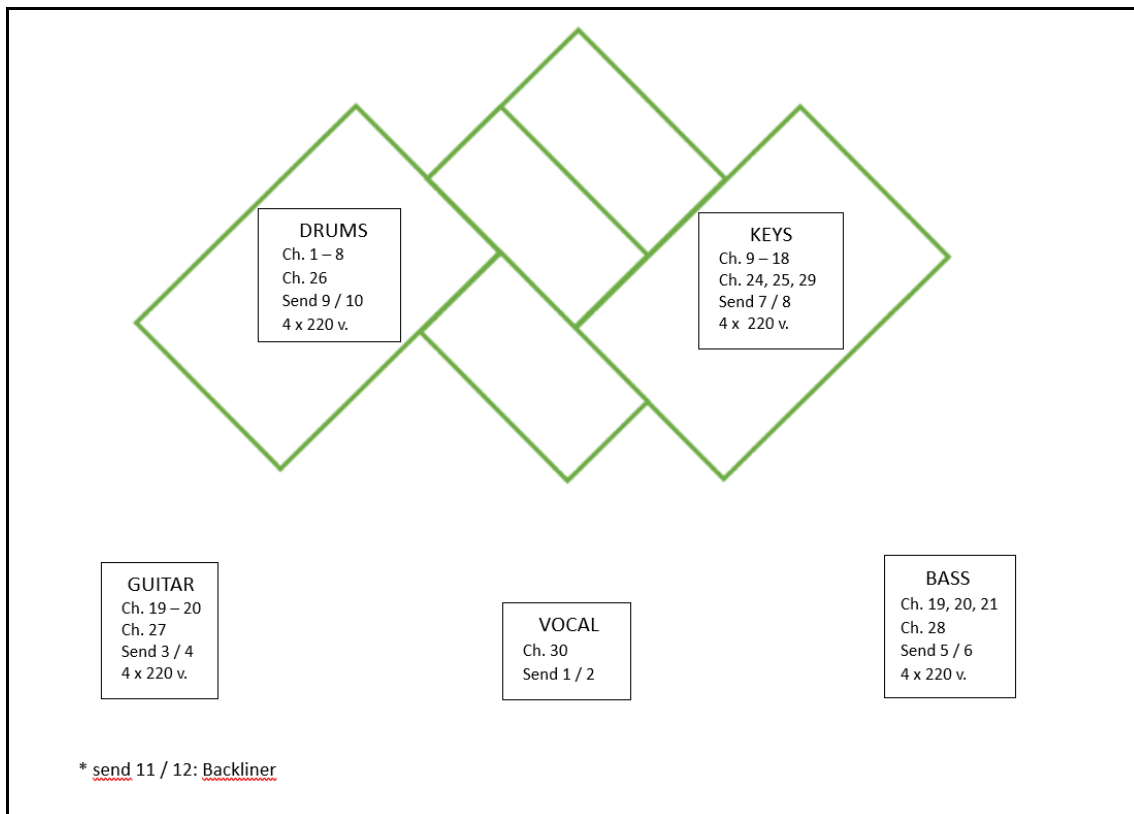 DRUMS
Ch. 1 – 8
Ch. 26
Send 9 / 10
4 x 220 v.
KEYS
Ch. 9 – 18
Ch. 24, 25, 29
Send 7 / 8
4 x  220 v.
GUITAR
Ch. 19 – 20
Ch. 27
Send 3 / 4
4 x 220 v.
VOCAL
Ch. 30
Send 1 / 2
BASS
Ch. 19, 20, 21
Ch. 28
Send 5 / 6
4 x 220 v.
* send 11 / 12: Backliner